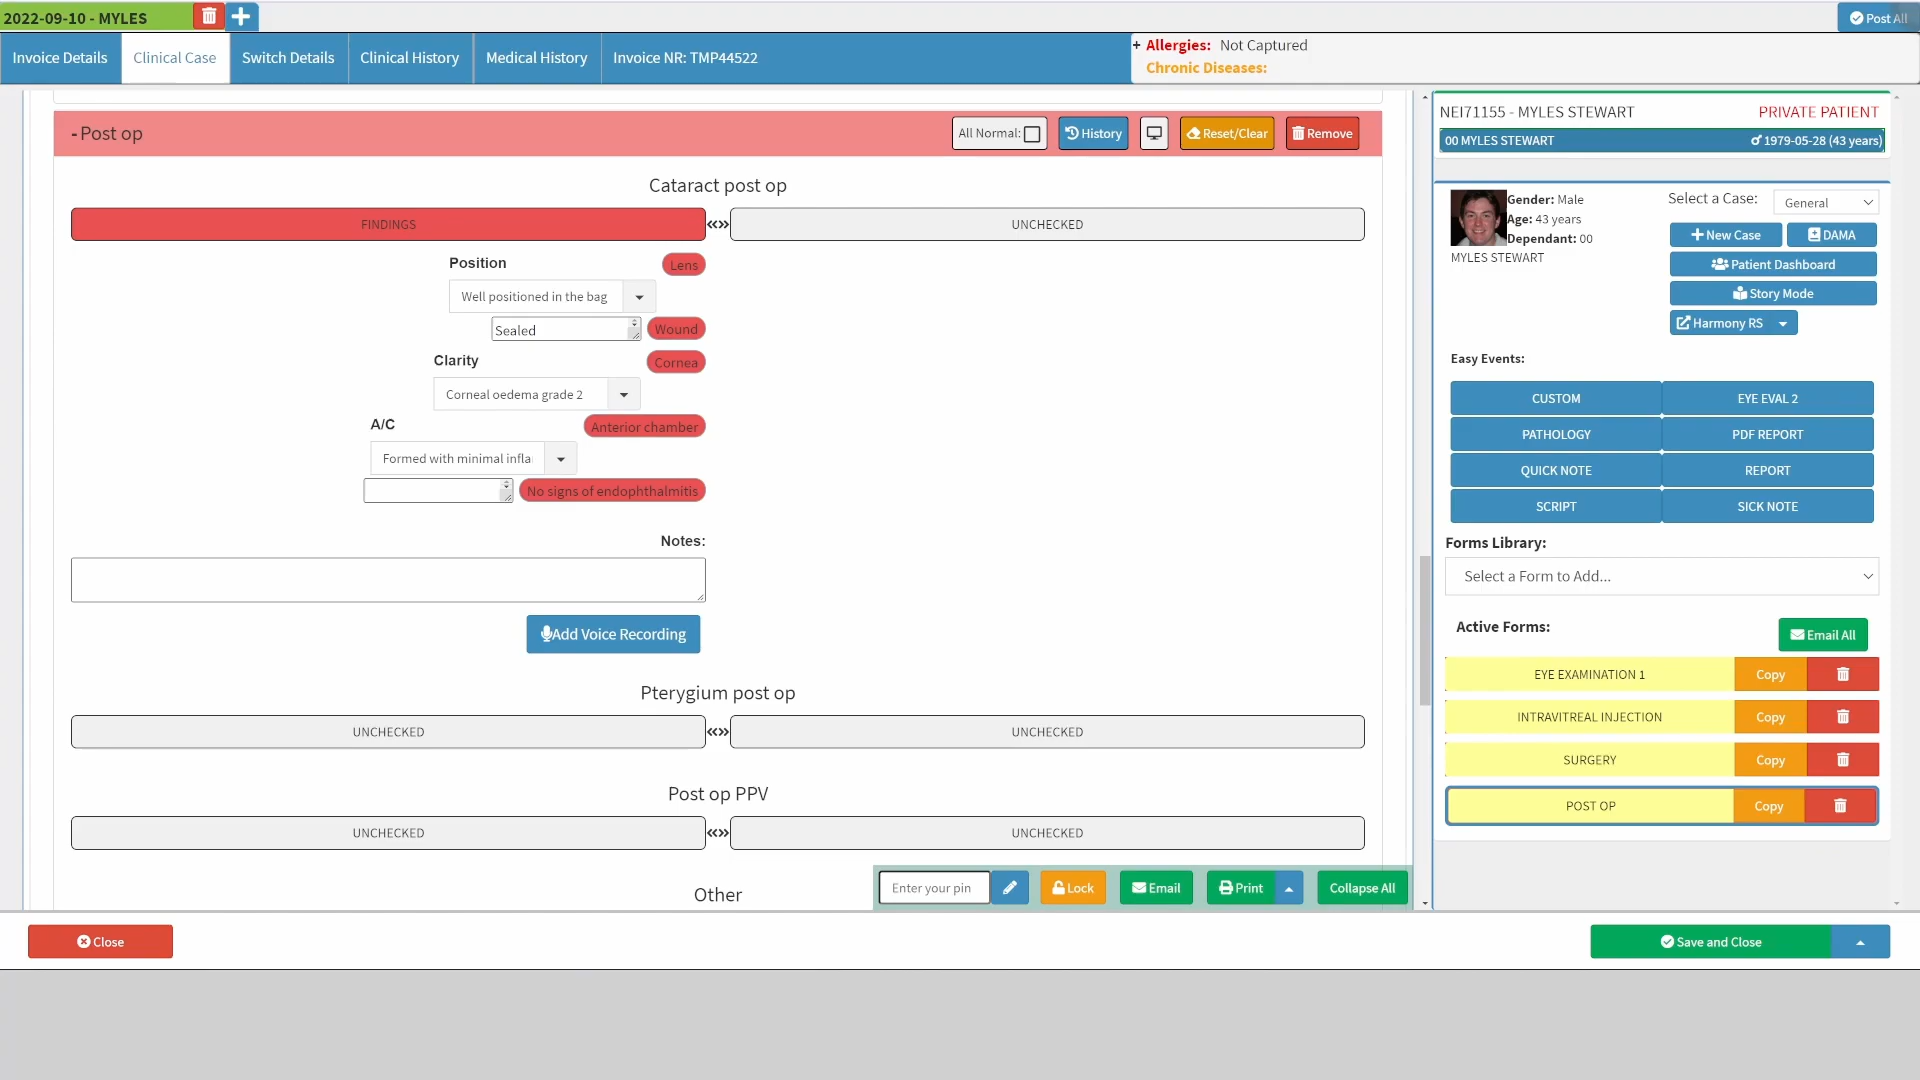 2022-09-10 - MYLES
Post All
Invoice Details
Clinical Case
Switch Details
Clinical History
Medical History
Invoice NR: TMP44522
+ Allergies: Not Captured
Chronic Diseases:
- Post op
All Normal:
History
Reset/Clear
Remove
Cataract post op
FINDINGS
UNCHECKED
Position
Lens
Well positioned in the bag
Sealed
Wound
Clarity
Cornea
Corneal oedema grade 2
A/C
Anterior chamber
Formed with minimal infla
No signs of endophthalmitis
Notes:
Add Voice Recording
Pterygium post op
UNCHECKED
UNCHECKED
Post op PPV
UNCHECKED
UNCHECKED
Other
Enter your pin
Lock
Email
Print
Collapse All
NEI71155 - MYLES STEWART
PRIVATE PATIENT
00 MYLES STEWART
1979-05-28 (43 years)
Gender: Male
Age: 43 years
Dependant: 00
MYLES STEWART
Select a Case:
General
New Case
DAMA
Patient Dashboard
Story Mode
Harmony RS
Easy Events:
CUSTOM
EYE EVAL 2
PATHOLOGY
PDF REPORT
QUICK NOTE
REPORT
SCRIPT
SICK NOTE
Forms Library:
Select a Form to Add...
Active Forms:
Email All
EYE EXAMINATION 1
Copy
INTRAVITREAL INJECTION
Copy
SURGERY
Copy
POST OP
Copy
Close
Save and Close